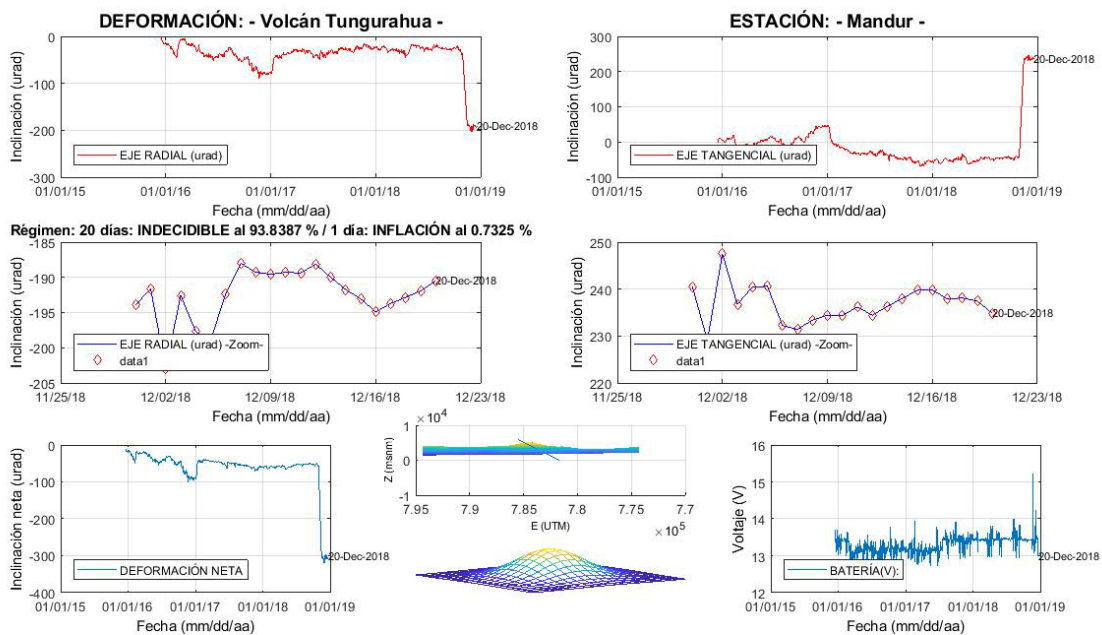 DEFORMACIÓN: - Volcán Tungurahua -
ESTACIÓN: - Mandur -
0
-100
-200
-300
Inclinación (urad)
20-Dec-2018
EJE RADIAL (urad)
01/01/15
01/01/16
01/01/17
01/01/18
01/01/19
Fecha (mm/dd/aa)
300
200
100
0
-100
Inclinación (urad)
20-Dec-2018
EJE TANGENCIAL (urad)
01/01/15
01/01/16
01/01/17
01/01/18
01/01/19
Fecha (mm/dd/aa)
Régimen: 20 días: INDECIDIBLE al 93.8387 % / 1 día: INFLACIÓN al 0.7325 %
-185
-190
-195
-200
-205
Inclinación (urad)
20-Dec-2018
EJE RADIAL (urad) -Zoom-
data1
11/25/18
12/02/18
12/09/18
12/16/18
12/23/18
Fecha (mm/dd/aa)
250
240
230
220
Inclinación (urad)
20-Dec-2018
EJE TANGENCIAL (urad) -Zoom-
data1
11/25/18
12/02/18
12/09/18
12/16/18
12/23/18
Fecha (mm/dd/aa)
0
-100
-200
-300
-400
Inclinación neta (urad)
20-Dec-2018
DEFORMACIÓN NETA
01/01/15
01/01/16
01/01/17
01/01/18
01/01/19
Fecha (mm/dd/aa)
× 10⁴
1
0
-1
Z (msnm)
7.95
7.9
7.85
7.8
7.75
7.7
E (UTM)
× 10⁵
16
15
14
13
12
Voltaje (V)
20-Dec-2018
BATERÍA(V):
01/01/15
01/01/16
01/01/17
01/01/18
01/01/19
Fecha (mm/dd/aa)